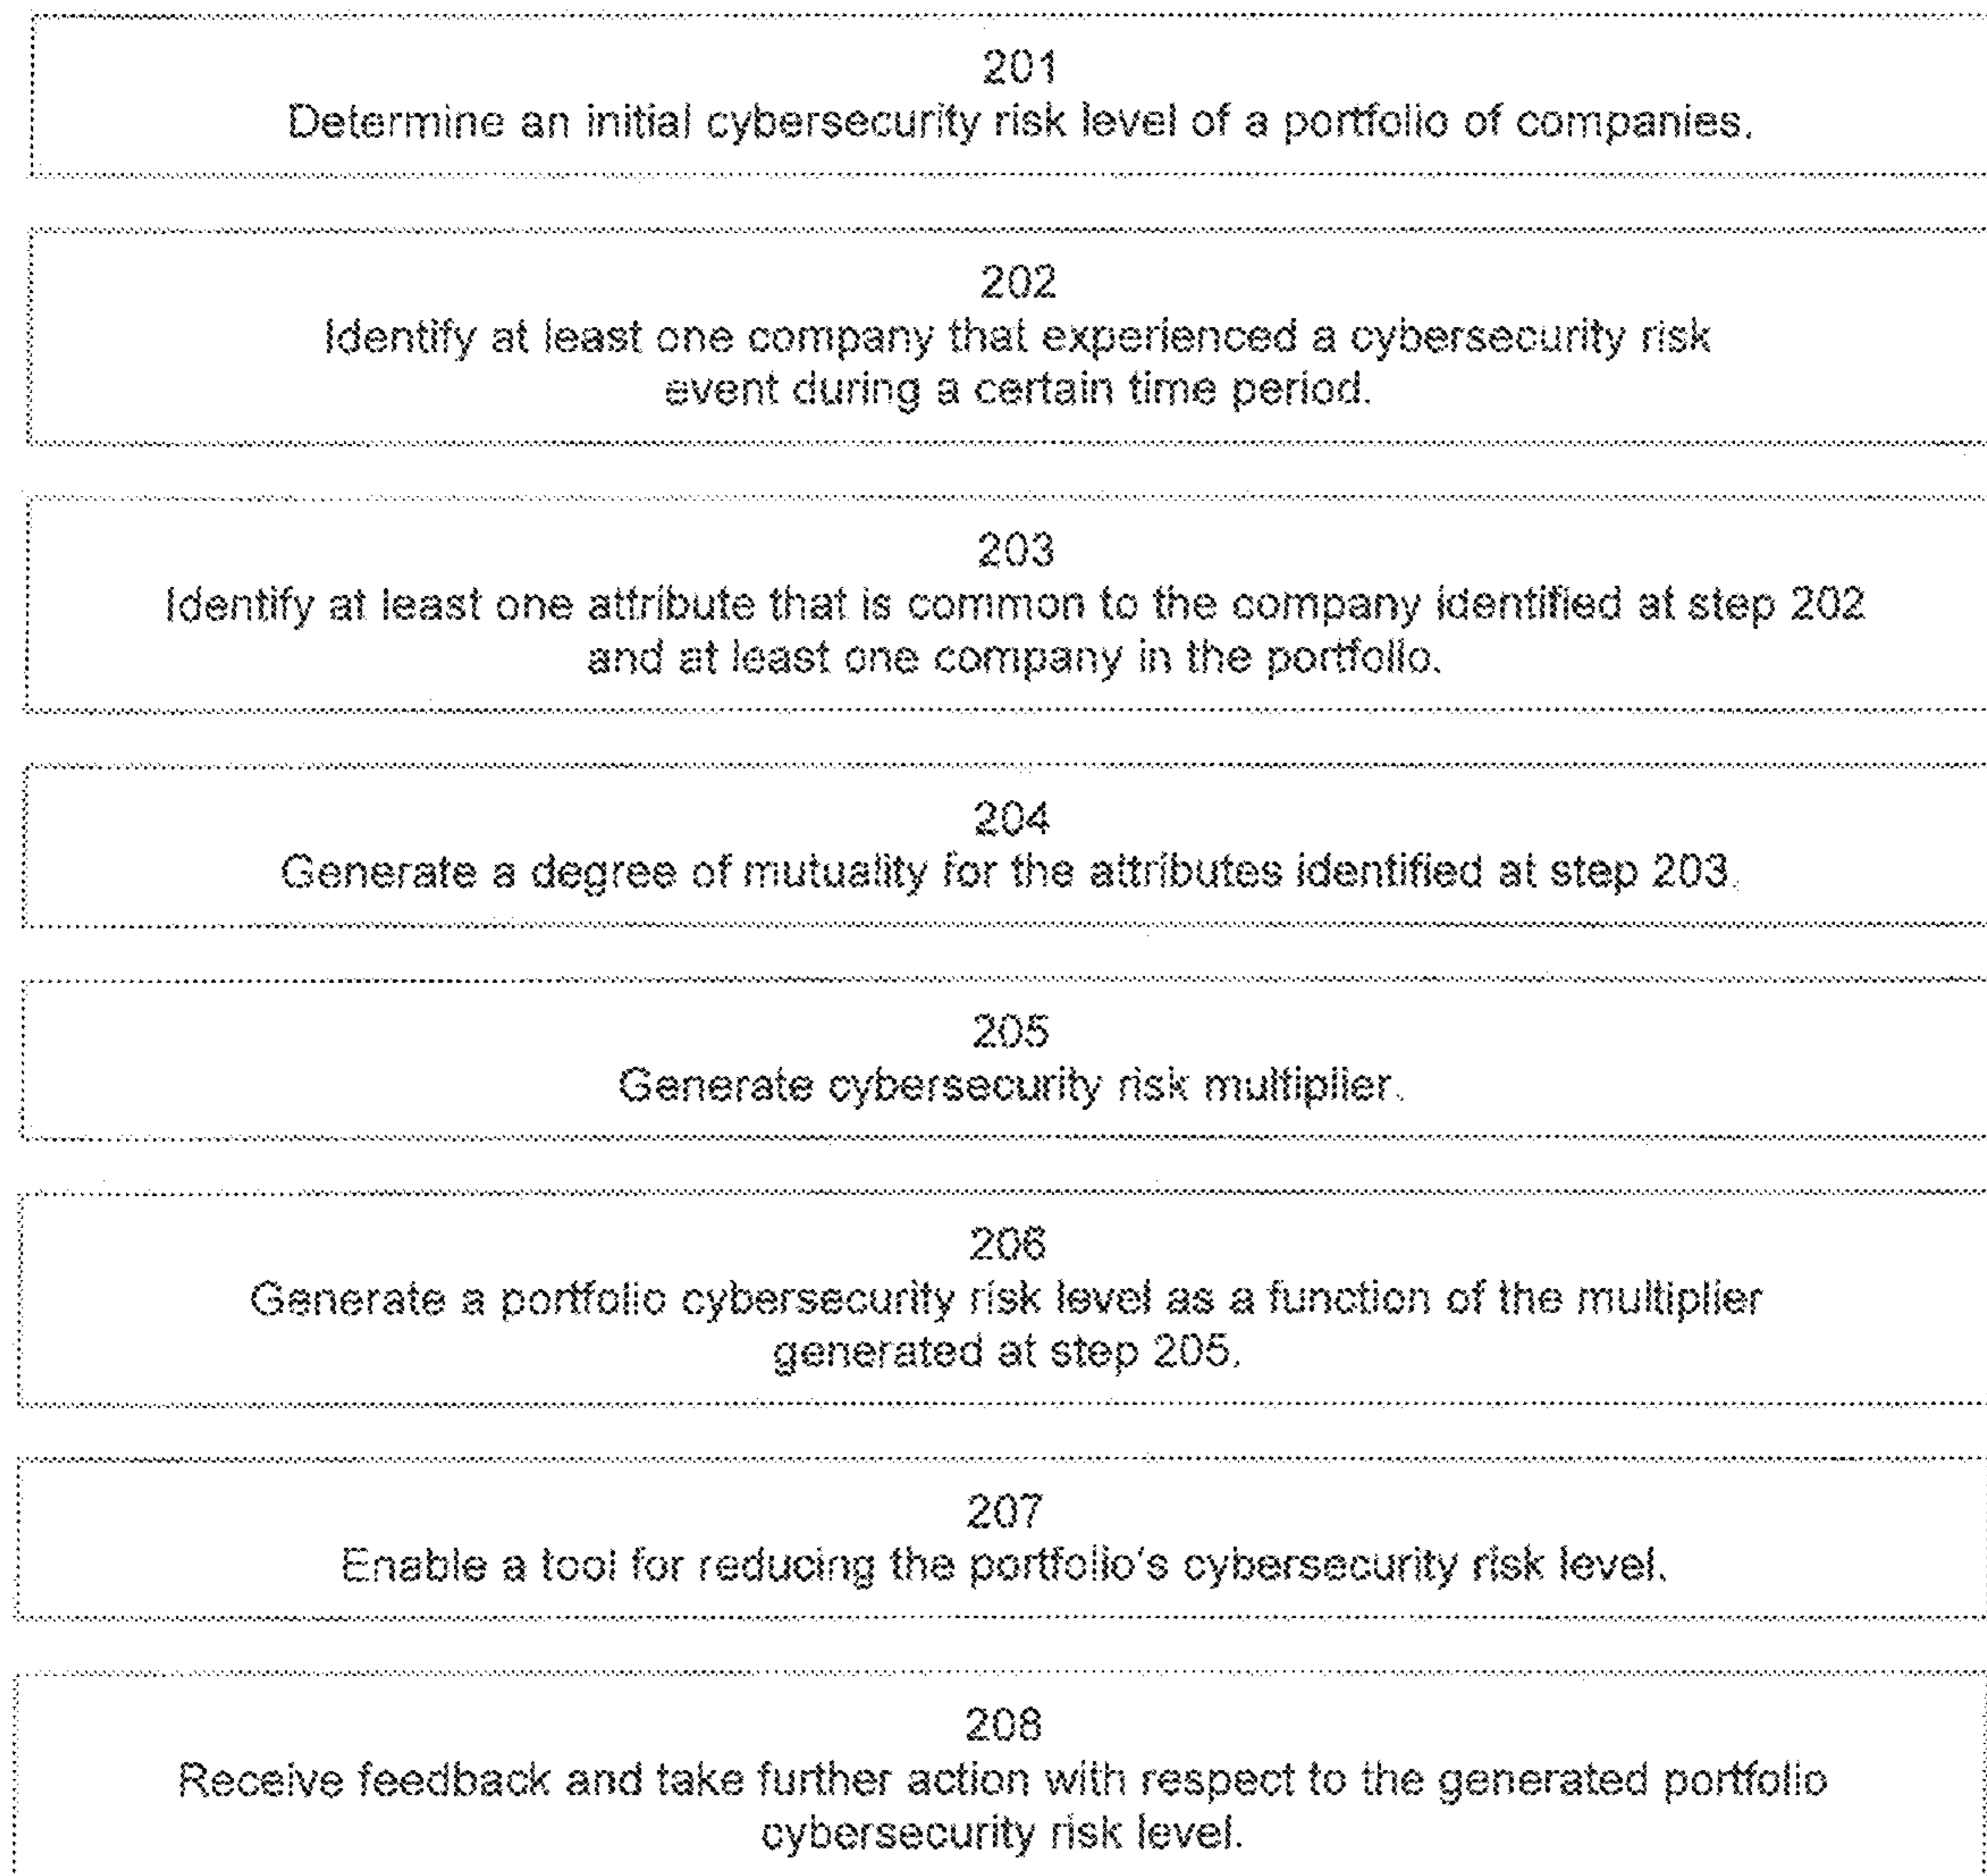 201
Determine an initial cybersecurity risk level of a portfolio of companies.
202
Identify at least one company that experienced a cybersecurity risk
event during a certain time period.
203
Identify at least one attribute that is common to the company identified at step 202
and at least one company in the portfolio.
204
Generate a degree of mutuality for the attributes identified at step 203.
205
Generate cybersecurity risk multiplier.
206
Generate a portfolio cybersecurity risk level as a function of the multiplier
generated at step 205.
207
Enable a tool for reducing the portfolio's cybersecurity risk level.
208
Receive feedback and take further action with respect to the generated portfolio
cybersecurity risk level.